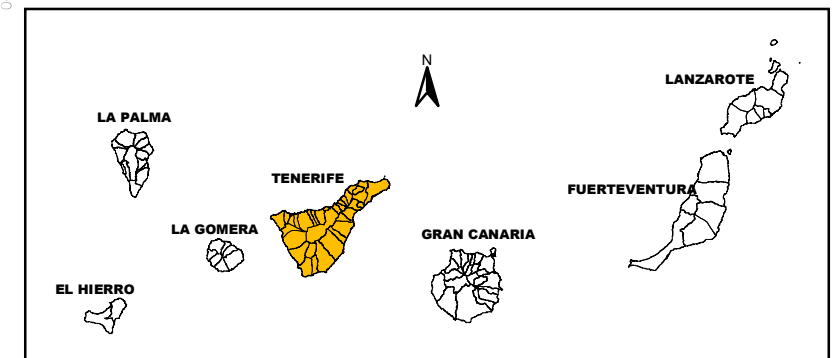 N
LANZAROTE
LA PALMA
TENERIFE
FUERTEVENTURA
LA GOMERA
GRAN CANARIA
EL HIERRO